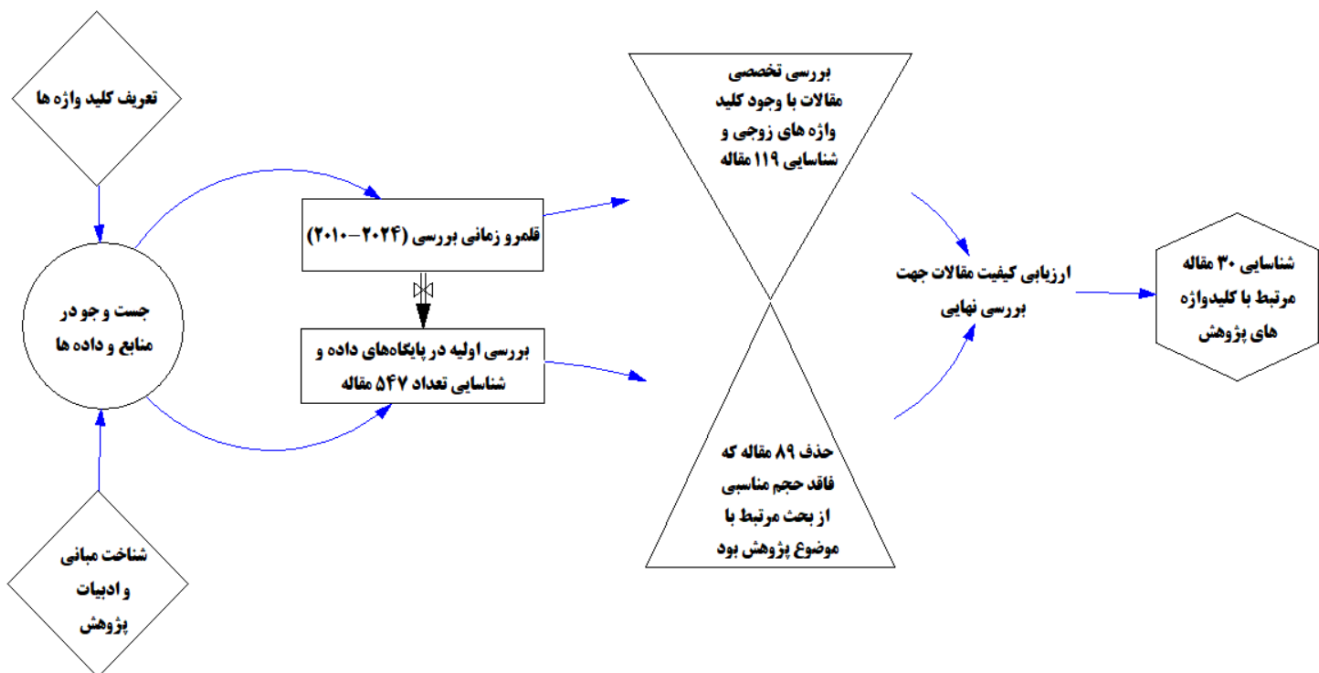 تعریف کلید واژه ها
جست و جو در
منابع و داده ها
شناخت مبانی
و ادبیات
پژوهش
قلمرو زمانی بررسی (۲۰۲۴-۲۰۱۰)
بررسی اولیه در پایگاه‌های داده و
شناسایی تعداد ۵۴۷ مقاله
بررسی تخصصی
مقالات با وجود کلید
واژه های زوجی و
شناسایی ۱۱۹ مقاله
حذف ۸۹ مقاله که
فاقد حجم مناسبی
از بحث مرتبط با
موضوع پژوهش بود
ارزیابی کیفیت مقالات جهت
بررسی نهایی
شناسایی ۳۰ مقاله
مرتبط با کلیدواژه
های پژوهش